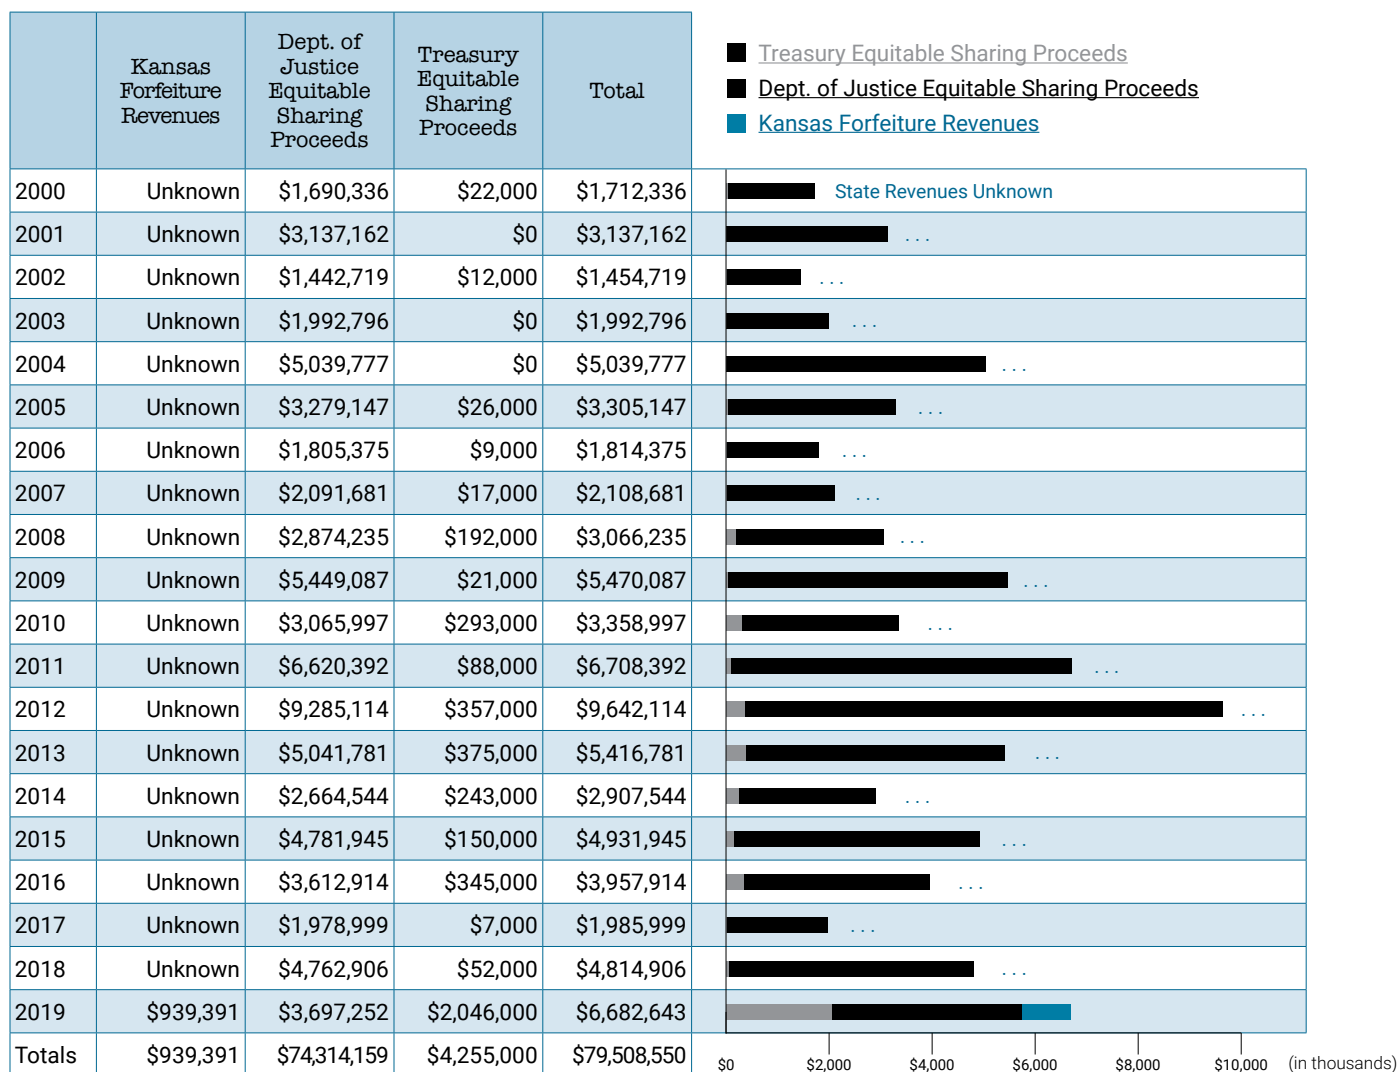 Kansas
Forfeiture
Revenues
Dept. of
Justice
Equitable
Sharing
Proceeds
Treasury
Equitable
Sharing
Proceeds
Total
Treasury Equitable Sharing Proceeds
Dept. of Justice Equitable Sharing Proceeds
Kansas Forfeiture Revenues
2000 Unknown $1,690,336 $22,000 $1,712,336 State Revenues Unknown
2001 Unknown $3,137,162 $0 $3,137,162 ...
2002 Unknown $1,442,719 $12,000 $1,454,719 ...
2003 Unknown $1,992,796 $0 $1,992,796 ...
2004 Unknown $5,039,777 $0 $5,039,777 ...
2005 Unknown $3,279,147 $26,000 $3,305,147 ...
2006 Unknown $1,805,375 $9,000 $1,814,375 ...
2007 Unknown $2,091,681 $17,000 $2,108,681 ...
2008 Unknown $2,874,235 $192,000 $3,066,235 ...
2009 Unknown $5,449,087 $21,000 $5,470,087 ...
2010 Unknown $3,065,997 $293,000 $3,358,997 ...
2011 Unknown $6,620,392 $88,000 $6,708,392 ...
2012 Unknown $9,285,114 $357,000 $9,642,114 ...
2013 Unknown $5,041,781 $375,000 $5,416,781 ...
2014 Unknown $2,664,544 $243,000 $2,907,544 ...
2015 Unknown $4,781,945 $150,000 $4,931,945 ...
2016 Unknown $3,612,914 $345,000 $3,957,914 ...
2017 Unknown $1,978,999 $7,000 $1,985,999 ...
2018 Unknown $4,762,906 $52,000 $4,814,906 ...
2019 $939,391 $3,697,252 $2,046,000 $6,682,643
Totals $939,391 $74,314,159 $4,255,000 $79,508,550
$0 $2,000 $4,000 $6,000 $8,000 $10,000 (in thousands)